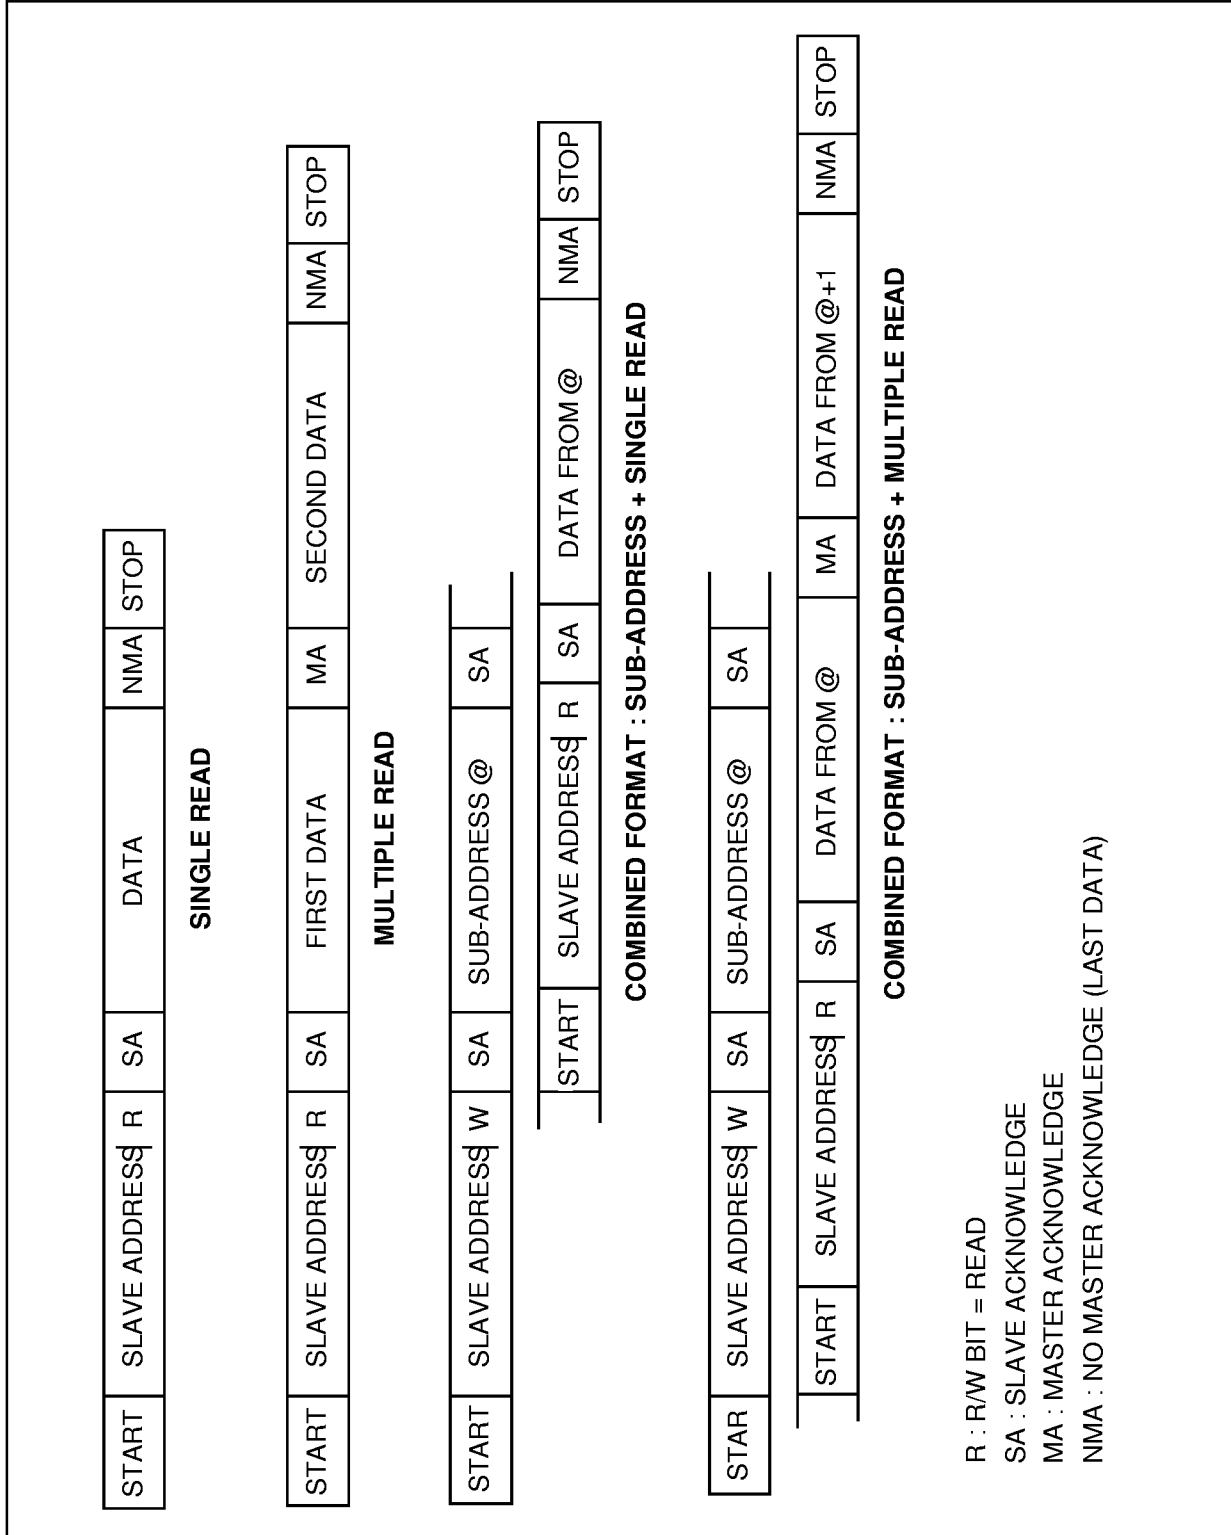 START SLAVE ADDRESS R SA DATA NMA STOP
SINGLE READ
START SLAVE ADDRESS R SA FIRST DATA MA SECOND DATA NMA STOP
MULTIPLE READ
START SLAVE ADDRESS W SA SUB-ADDRESS @ SA
START SLAVE ADDRESS R SA DATA FROM @ NMA STOP
COMBINED FORMAT : SUB-ADDRESS + SINGLE READ
STAR SLAVE ADDRESS W SA SUB-ADDRESS @ SA
START SLAVE ADDRESS R SA DATA FROM @ MA DATA FROM @+1 NMA STOP
COMBINED FORMAT : SUB-ADDRESS + MULTIPLE READ
R : R/W BIT = READ
SA : SLAVE ACKNOWLEDGE
MA : MASTER ACKNOWLEDGE
NMA : NO MASTER ACKNOWLEDGE (LAST DATA)